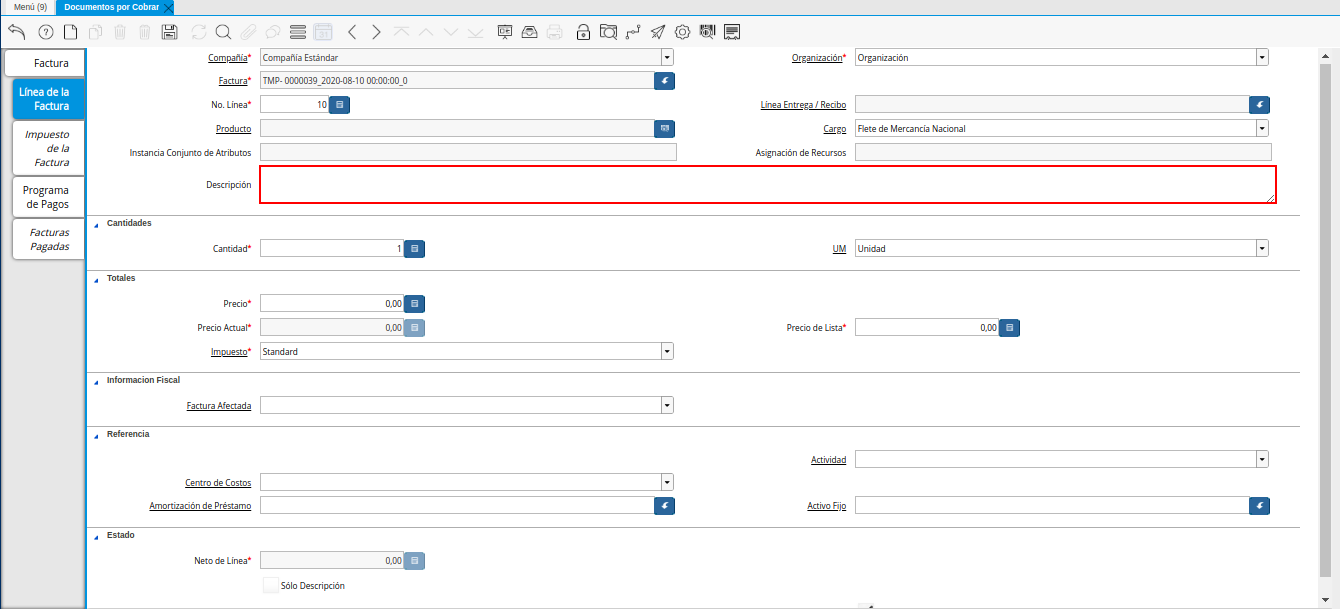 Menú (9) Documentos por Cobrar
Factura
Línea de la
Factura
Impuesto
de la
Factura
Programa
de Pagos
Facturas
Pagadas
Compañía* Compañía Estándar Organización* Organización
Factura* TMP- 0000039_2020-08-10 00:00:00_0
No. Línea* 10 Línea Entrega / Recibo
Producto Cargo Flete de Mercancía Nacional
Instancia Conjunto de Atributos Asignación de Recursos
Descripción
Cantidades
Cantidad* 1 UM Unidad
Totales
Precio* 0,00
Precio Actual* 0,00 Precio de Lista* 0,00
Impuesto* Standard
Informacion Fiscal
Factura Afectada
Referencia
Actividad
Centro de Costos
Amortización de Préstamo Activo Fijo
Estado
Neto de Línea* 0,00
Sólo Descripción